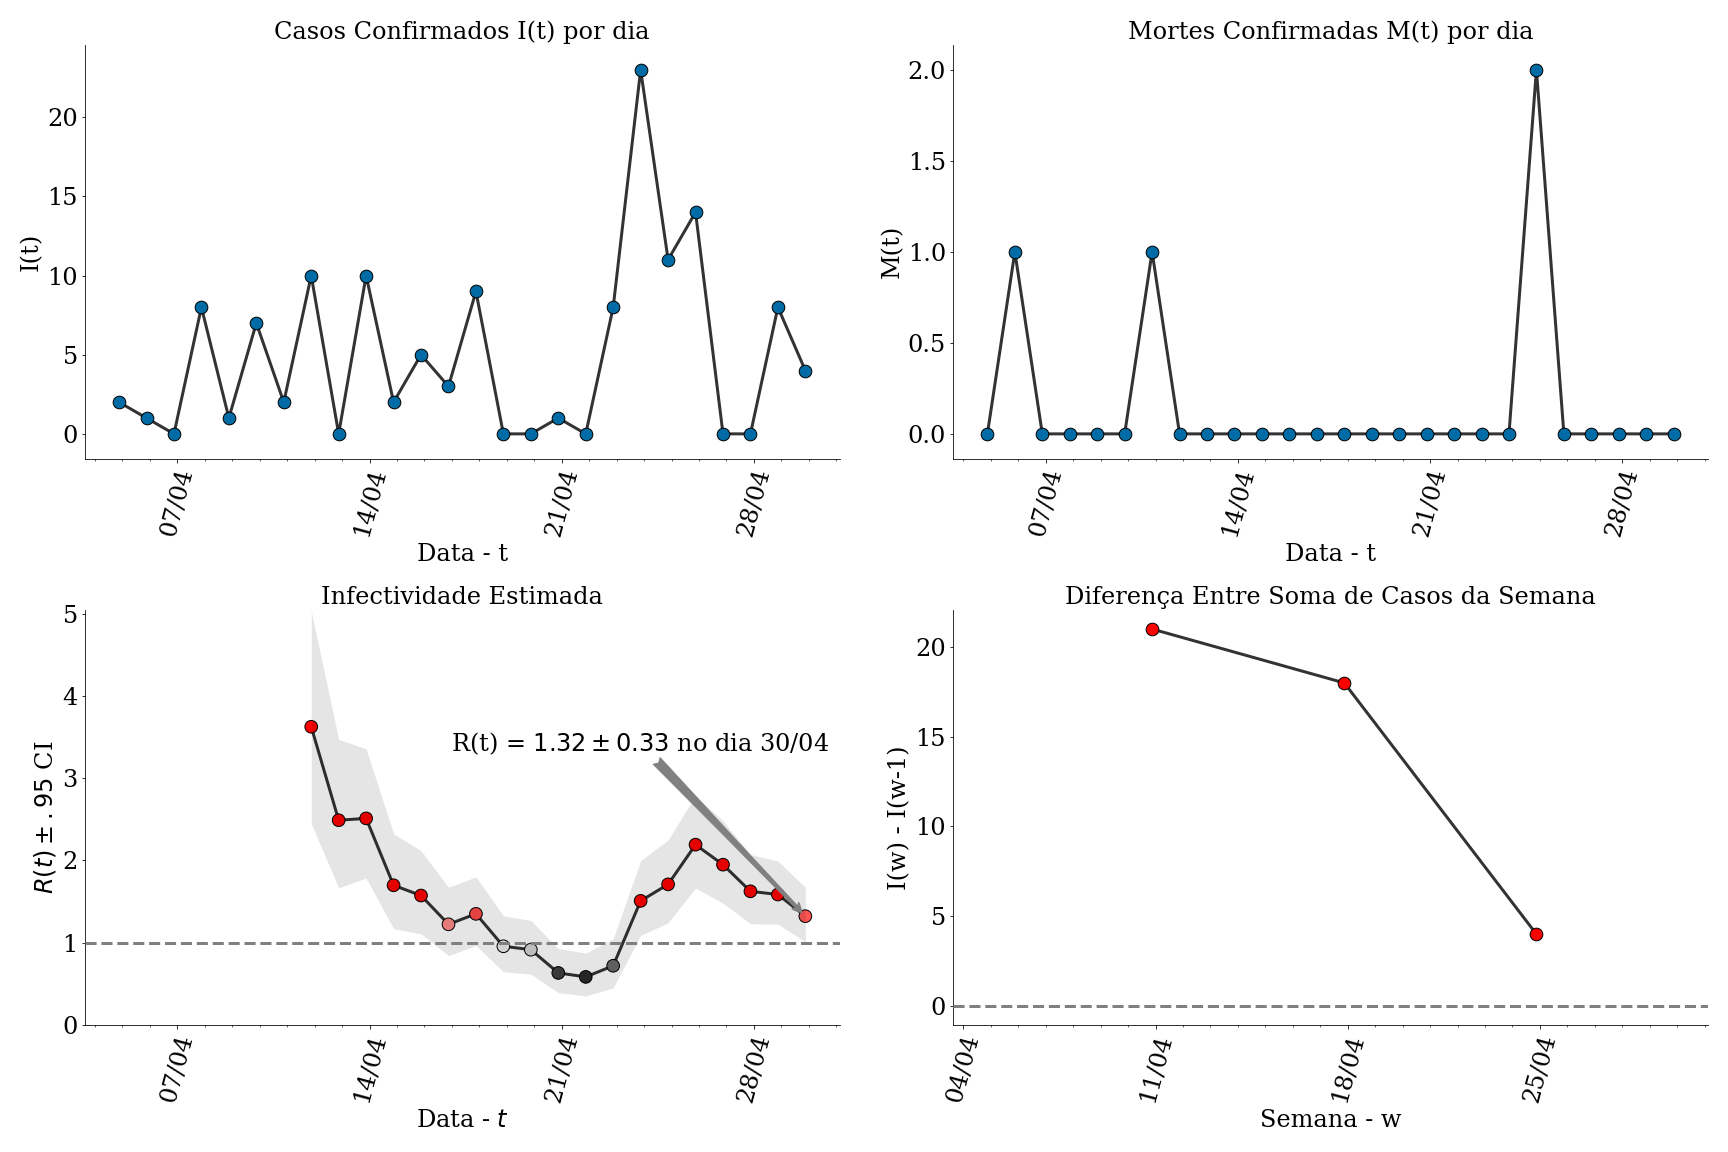 Casos Confirmados I(t) por dia
I(t)
20
15
10
5
0
07/04
14/04
21/04
28/04
Data - t
Mortes Confirmadas M(t) por dia
M(t)
2.0
1.5
1.0
0.5
0.0
07/04
14/04
21/04
28/04
Data - t
Infectividade Estimada
R(t) ± .95 CI
5
4
3
2
1
0
R(t) = 1.32 ± 0.33 no dia 30/04
07/04
14/04
21/04
28/04
Data - t
Diferença Entre Soma de Casos da Semana
I(w) - I(w-1)
20
15
10
5
0
04/04
11/04
18/04
25/04
Semana - w